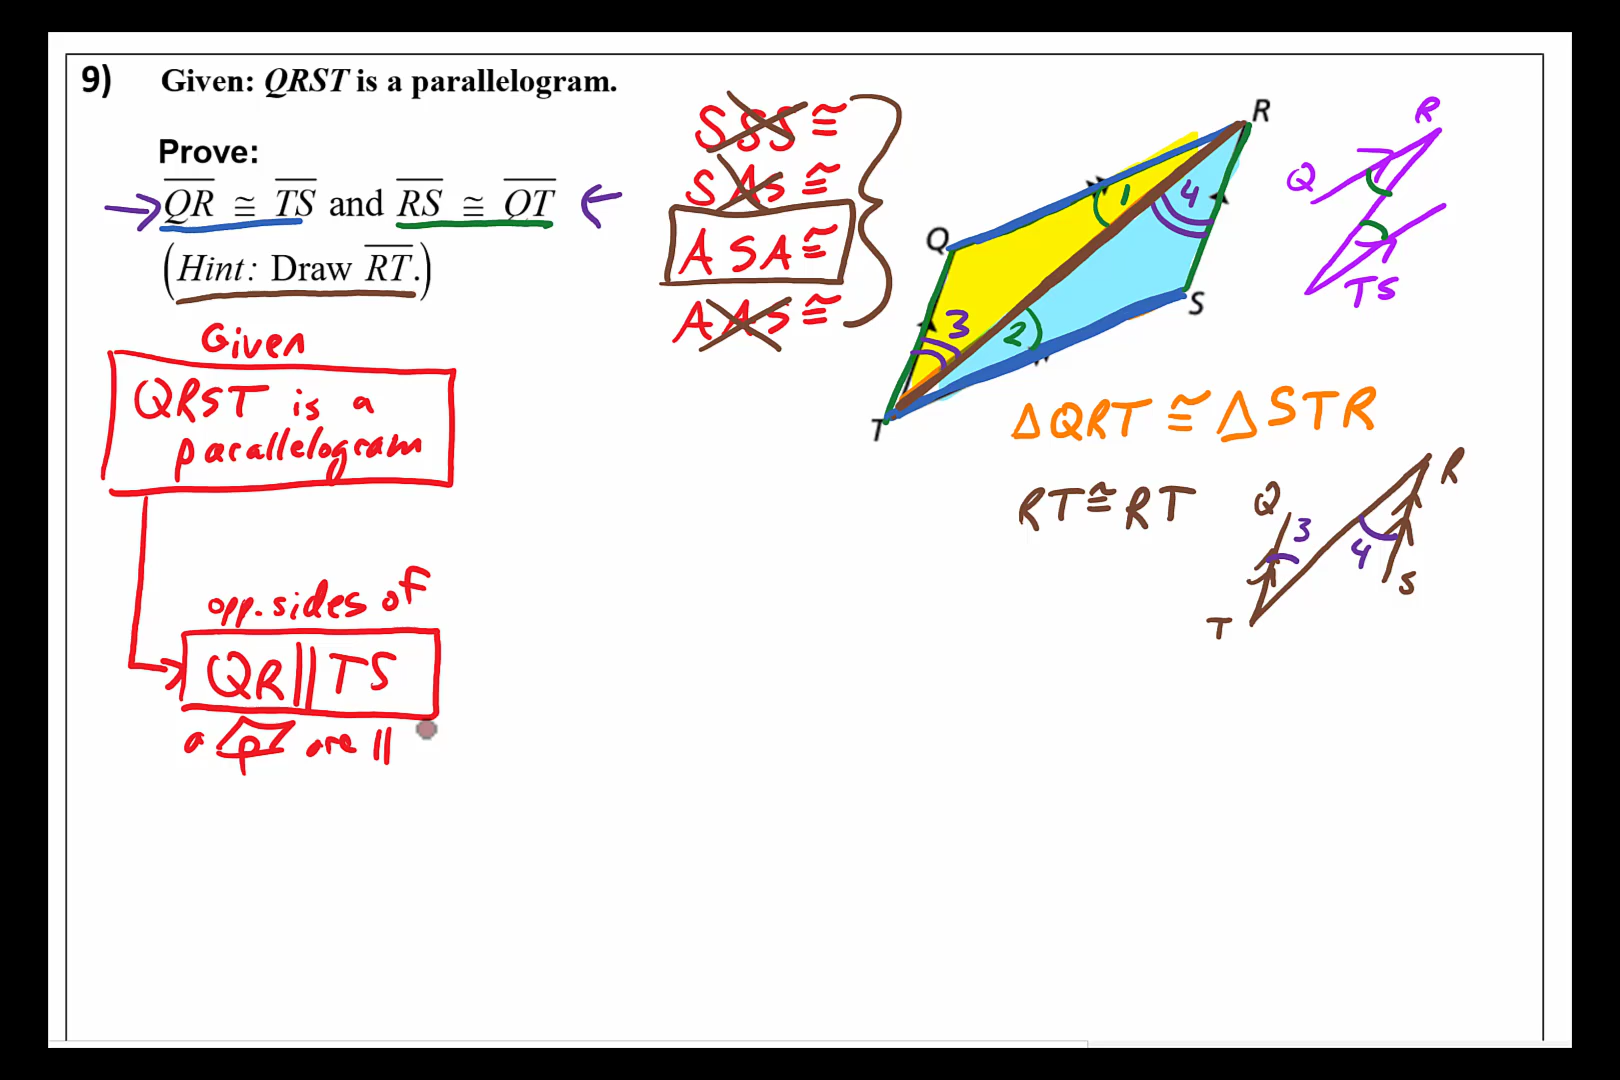 9) Given: QRST is a parallelogram.
Prove:
QR ≅ TS and RS ≅ QT
(Hint: Draw RT.)
Given
QRST is a
parallelogram
opp. sides of
QR || TS
a p are ||
SSS ≅
SAS ≅
ASA ≅
AAS ≅
R
Q
S
T
1
4
3
2
R
Q
TS
ΔQRT ≅ ΔSTR
RT ≅ RT
R
Q
3
4
S
T